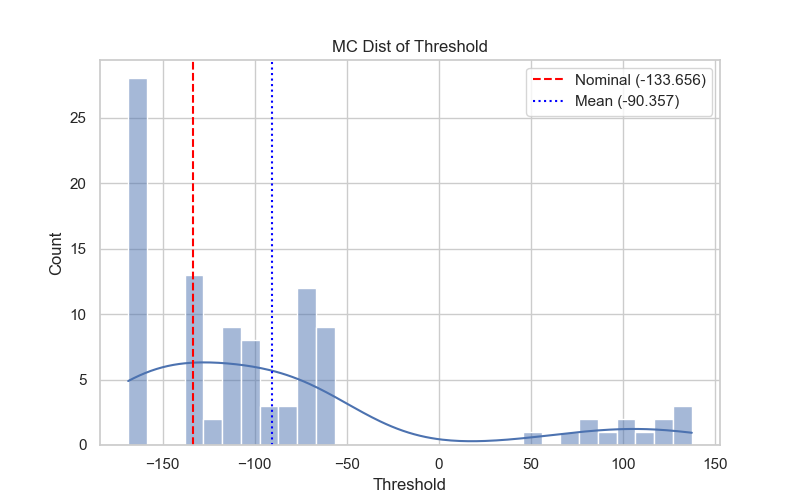 MC Dist of Threshold
Nominal (-133.656)
Mean (-90.357)
Count
25
20
15
10
5
0
−150
−100
−50
0
50
100
150
Threshold